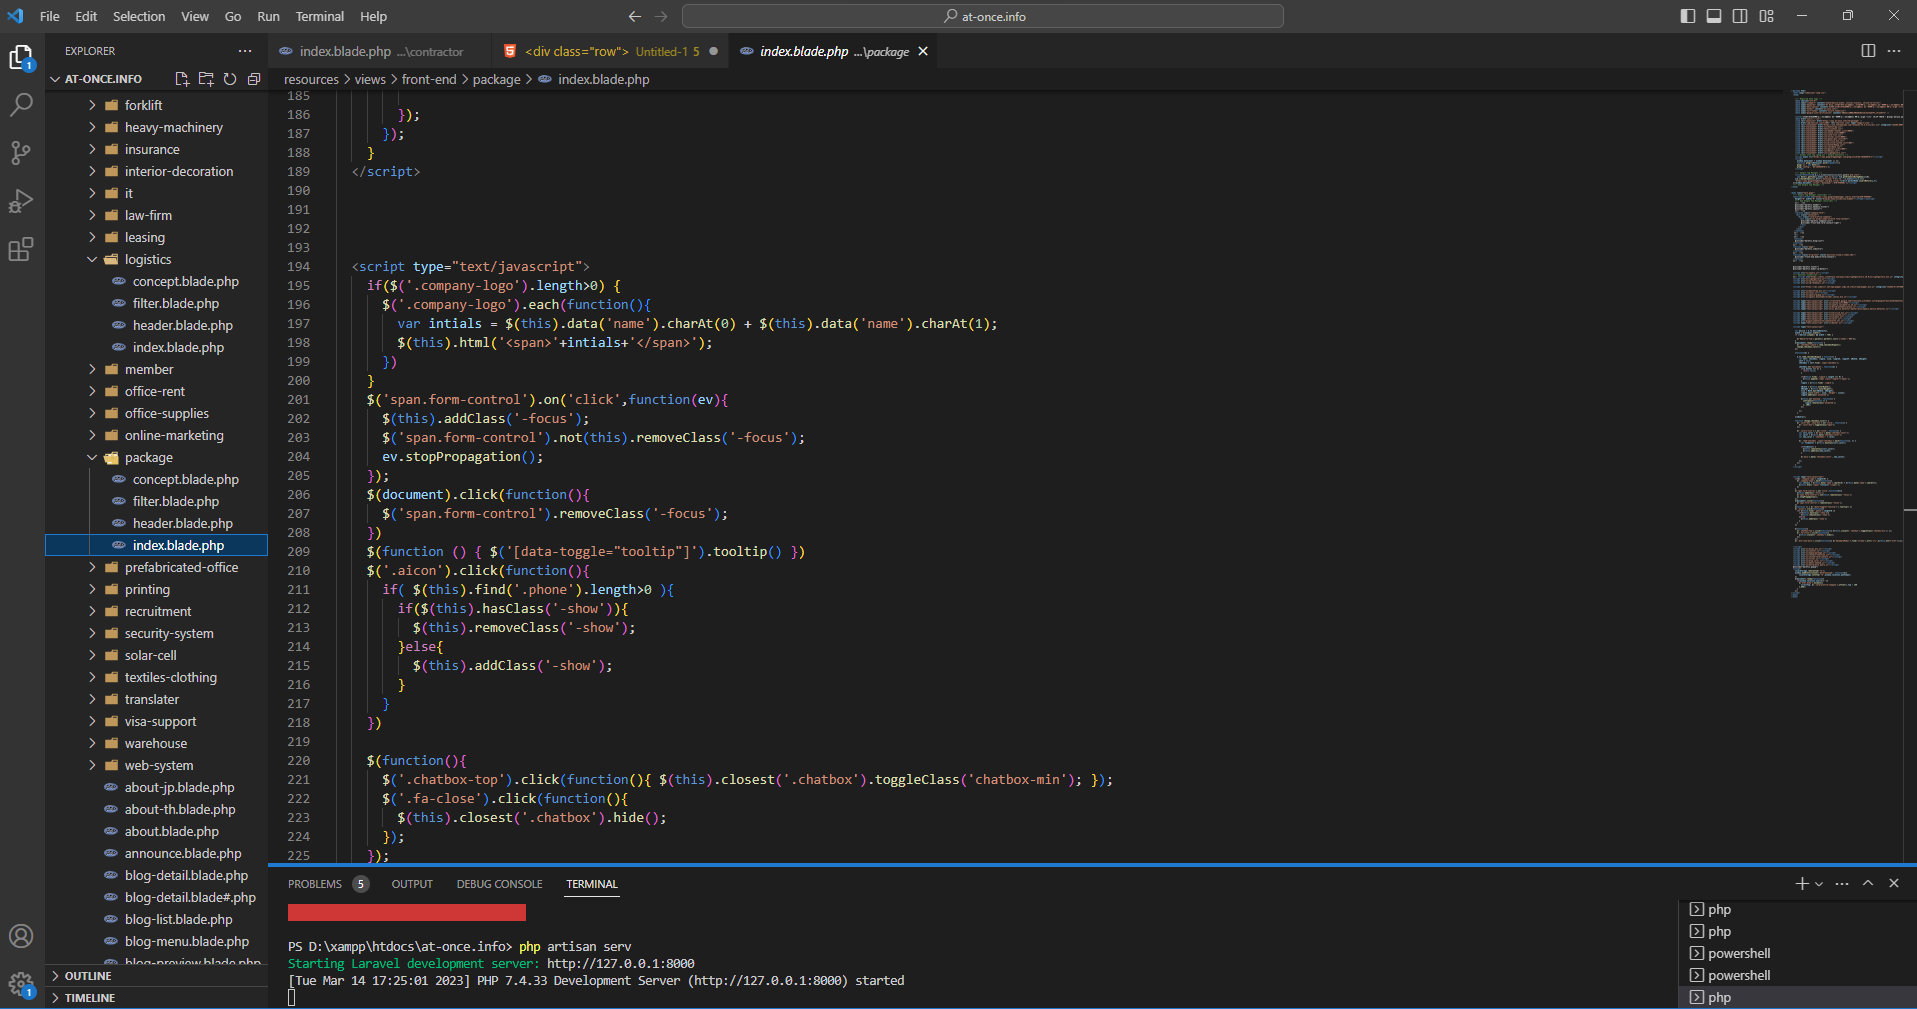 File Edit Selection View Go Run Terminal Help
at-once.info
EXPLORER
index.blade.php ...\contractor
<div class="row"> Untitled-1 5
index.blade.php ...\package
AT-ONCE.INFO
resources > views > front-end > package > index.blade.php
forklift
heavy-machinery
insurance
interior-decoration
it
law-firm
leasing
logistics
concept.blade.php
filter.blade.php
header.blade.php
index.blade.php
member
office-rent
office-supplies
online-marketing
package
concept.blade.php
filter.blade.php
header.blade.php
index.blade.php
prefabricated-office
printing
recruitment
security-system
solar-cell
textiles-clothing
translater
visa-support
warehouse
web-system
about-jp.blade.php
about-th.blade.php
about.blade.php
announce.blade.php
blog-detail.blade.php
blog-detail.blade#.php
blog-list.blade.php
blog-menu.blade.php
blog-preview.blade.php
OUTLINE
TIMELINE
1
1
185
186 });
187 });
188 }
189 </script>
190
191
192
193
194 <script type="text/javascript">
195 if($('.company-logo').length>0) {
196 $('.company-logo').each(function(){
197 var intials = $(this).data('name').charAt(0) + $(this).data('name').charAt(1);
198 $(this).html('<span>'+intials+'</span>');
199 })
200 }
201 $('span.form-control').on('click',function(ev){
202 $(this).addClass('-focus');
203 $('span.form-control').not(this).removeClass('-focus');
204 ev.stopPropagation();
205 });
206 $(document).click(function(){
207 $('span.form-control').removeClass('-focus');
208 })
209 $(function () { $('[data-toggle="tooltip"]').tooltip() })
210 $('.aicon').click(function(){
211 if( $(this).find('.phone').length>0 ){
212 if($(this).hasClass('-show')){
213 $(this).removeClass('-show');
214 }else{
215 $(this).addClass('-show');
216 }
217 }
218 })
219
220 $(function(){
221 $('.chatbox-top').click(function(){ $(this).closest('.chatbox').toggleClass('chatbox-min'); });
222 $('.fa-close').click(function(){
223 $(this).closest('.chatbox').hide();
224 });
225 });
PROBLEMS 5 OUTPUT DEBUG CONSOLE TERMINAL
PS D:\xampp\htdocs\at-once.info> php artisan serv
Starting Laravel development server: http://127.0.0.1:8000
[Tue Mar 14 17:25:01 2023] PHP 7.4.33 Development Server (http://127.0.0.1:8000) started
php
php
powershell
powershell
php